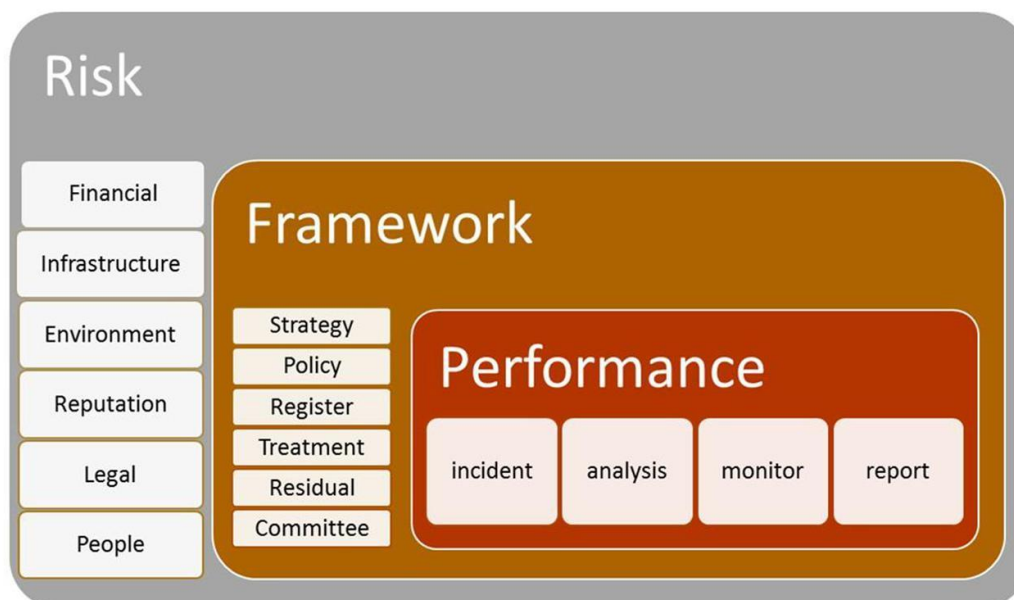 Risk
Financial
Infrastructure
Environment
Reputation
Legal
People
Framework
Strategy
Policy
Register
Treatment
Residual
Committee
Performance
incident
analysis
monitor
report